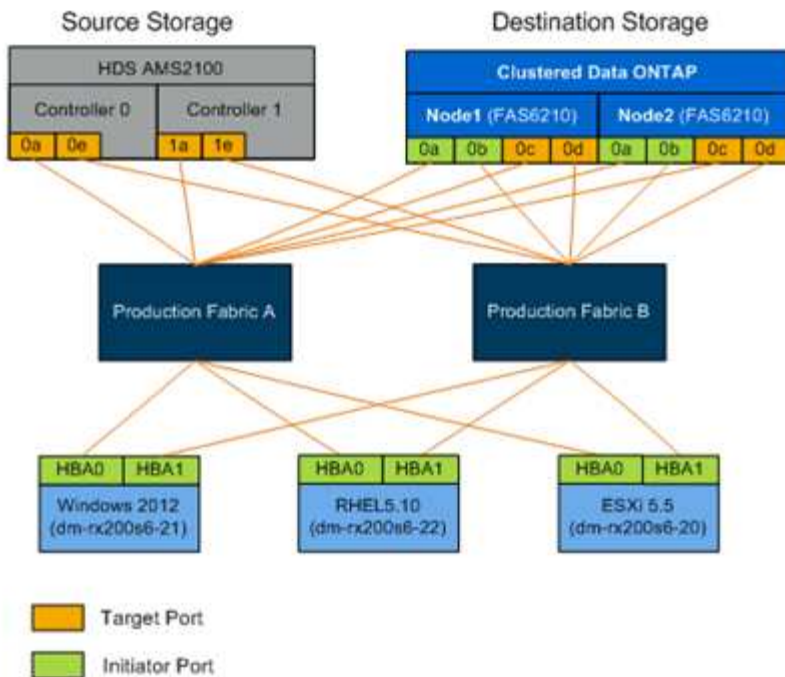 Source Storage
Destination Storage
HDS AMS2100
Controller 0
Controller 1
0a 0e 1a 1e
Clustered Data ONTAP
Node1 (FAS6210)
Node2 (FAS6210)
0a 0b 0c 0d 0a 0b 0c 0d
Production Fabric A
Production Fabric B
HBA0 HBA1
Windows 2012
(dm-rx200s6-21)
HBA0 HBA1
RHEL5.10
(dm-rx200s6-22)
HBA0 HBA1
ESXi 5.5
(dm-rx200s6-20)
Target Port
Initiator Port